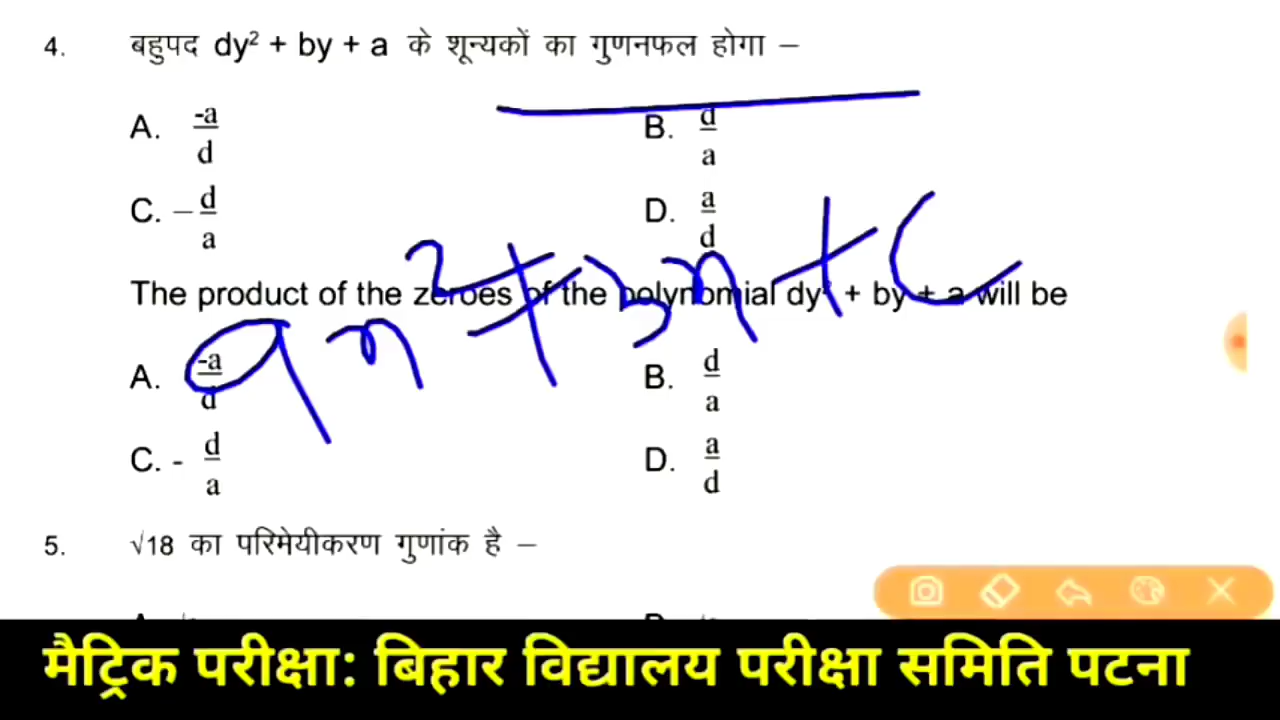 4. बहुपद dy² + by + a के शून्यकों का गुणनफल होगा –
A. -a/d B. d/a
C. – d/a D. a/d
The product of the zeroes of the polynomial dy² + by + a will be
A. -a/d B. d/a
C. - d/a D. a/d
5. √18 का परिमेयीकरण गुणांक है –
मैट्रिक परीक्षा: बिहार विद्यालय परीक्षा समिति पटना